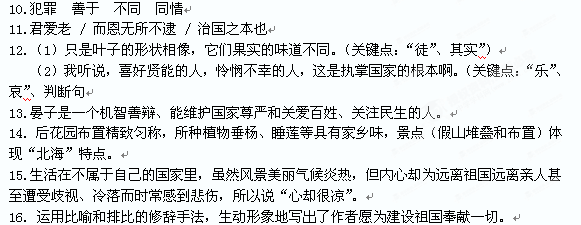 10.犯罪 善于 不同 同情↵
11.君爱老 / 而恩无所不逮 / 治国之本也↵
12.（1）只是叶子的形状相像，它们果实的味道不同。（关键点：“徒”、其实”）↵
（2）我听说，喜好贤能的人，怜悯不幸的人，这是执掌国家的根本啊。（关键点：“乐”、
哀”、判断句↵
13.晏子是一个机智善辩、能维护国家尊严和关爱百姓、关注民生的人。↵
14. 后花园布置精致匀称，所种植物垂杨、睡莲等具有家乡味，景点（假山堆叠和布置）体
现“北海”特点。↵
15.生活在不属于自己的国家里，虽然风景美丽气候炎热，但内心却为远离祖国远离亲人甚
至遭受歧视、冷落而时常感到悲伤，所以说“心却很凉”。↵
16. 运用比喻和排比的修辞手法，生动形象地写出了作者愿为建设祖国奉献一切。↵